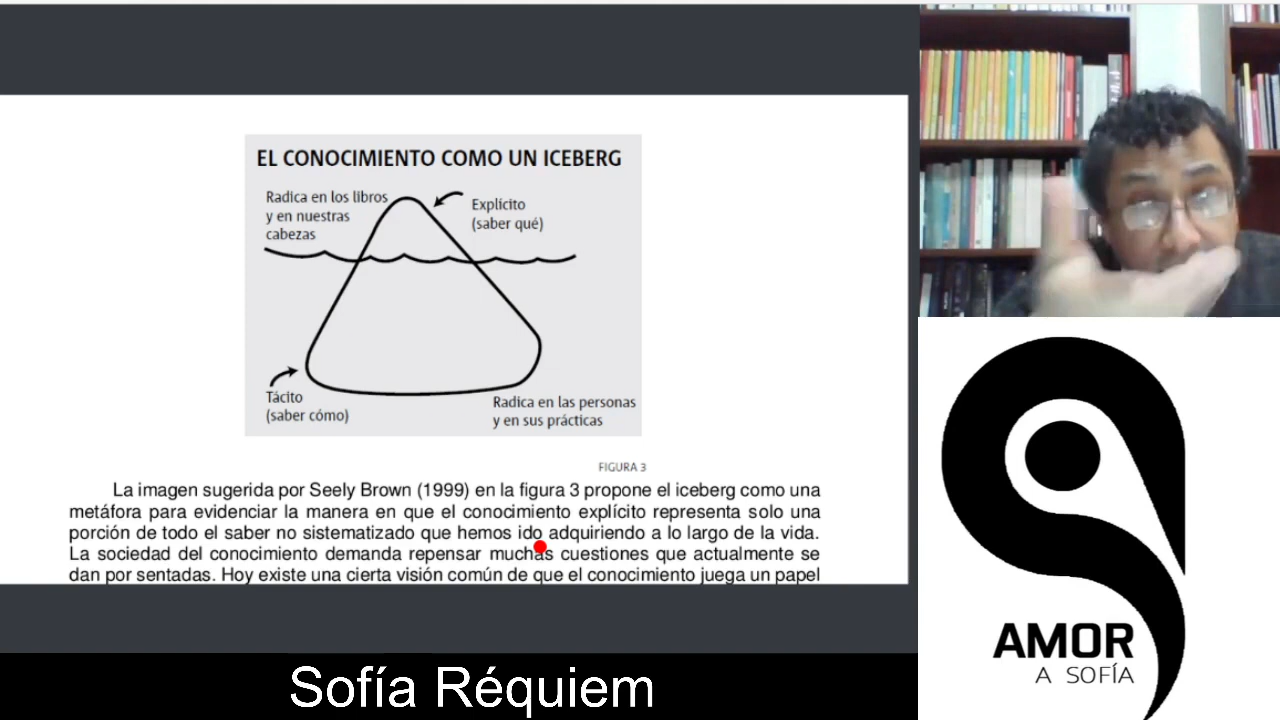 EL CONOCIMIENTO COMO UN ICEBERG
Radica en los libros
y en nuestras
cabezas
Explícito
(saber qué)
Tácito
(saber cómo)
Radica en las personas
y en sus prácticas
FIGURA 3
La imagen sugerida por Seely Brown (1999) en la figura 3 propone el iceberg como una
metáfora para evidenciar la manera en que el conocimiento explícito representa solo una
porción de todo el saber no sistematizado que hemos ido adquiriendo a lo largo de la vida.
La sociedad del conocimiento demanda repensar muchas cuestiones que actualmente se
dan por sentadas. Hoy existe una cierta visión común de que el conocimiento juega un papel
Sofía Réquiem
AMOR
A SOFÍA